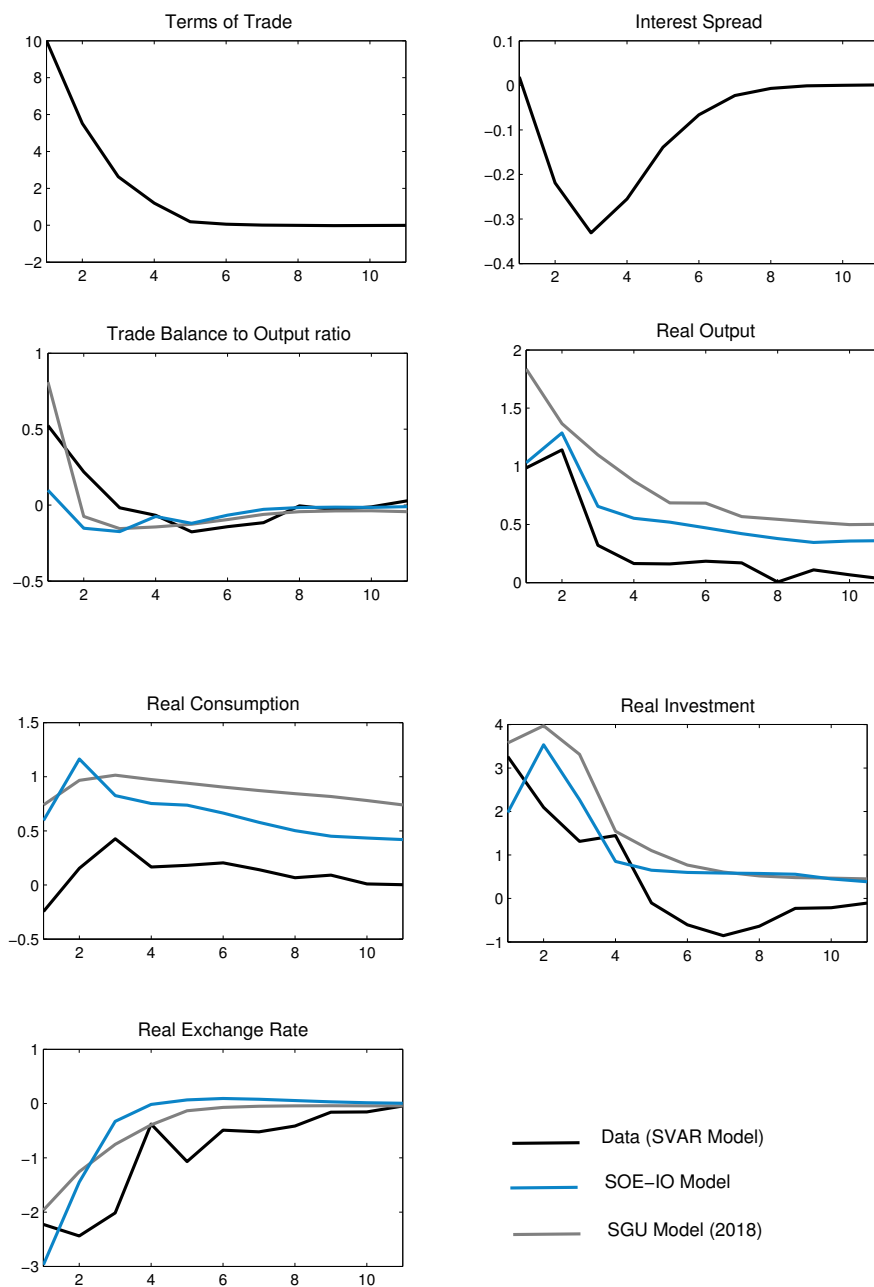 Terms of Trade
10
8
6
4
2
0
−2
2 4 6 8 10
Interest Spread
0.1
0
−0.1
−0.2
−0.3
−0.4
2 4 6 8 10
Trade Balance to Output ratio
1
0.5
0
−0.5
2 4 6 8 10
Real Output
2
1.5
1
0.5
0
2 4 6 8 10
Real Consumption
1.5
1
0.5
0
−0.5
2 4 6 8 10
Real Investment
4
3
2
1
0
−1
2 4 6 8 10
Real Exchange Rate
1
0
−1
−2
−3
2 4 6 8 10
Data (SVAR Model)
SOE−IO Model
SGU Model (2018)